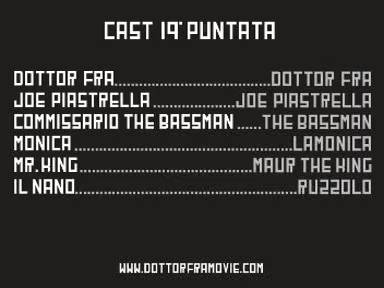 CAST 19ª PUNTATA
DOTTOR FRA......................................DOTTOR FRA
JOE PIASTRELLA....................JOE PIASTRELLA
COMMISSARIO THE BASSMAN......THE BASSMAN
MONICA.....................................................LAMONICA
MR.KING..........................................MAUR THE KING
IL NANO......................................................RUZZOLO
WWW.DOTTORFRAMOVIE.COM